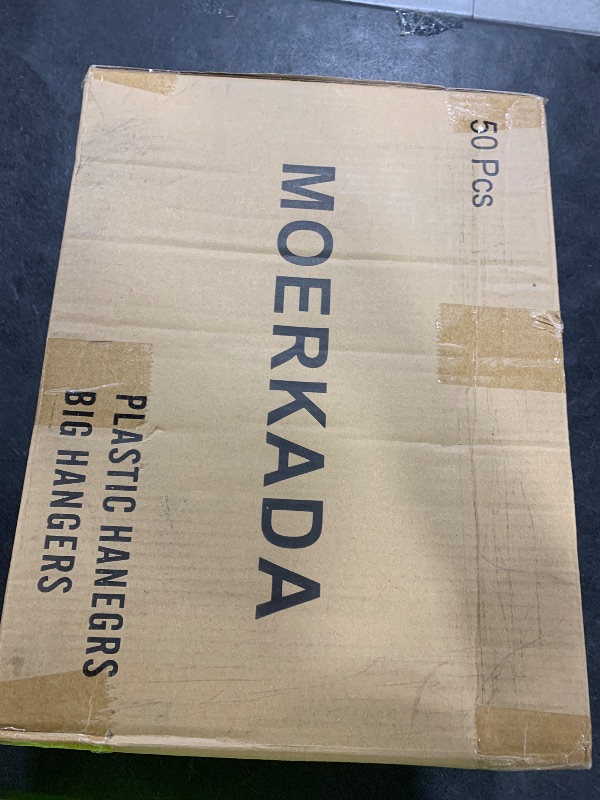 50 Pcs
MOERKADA
PLASTIC HANEGRS
BIG HANGERS